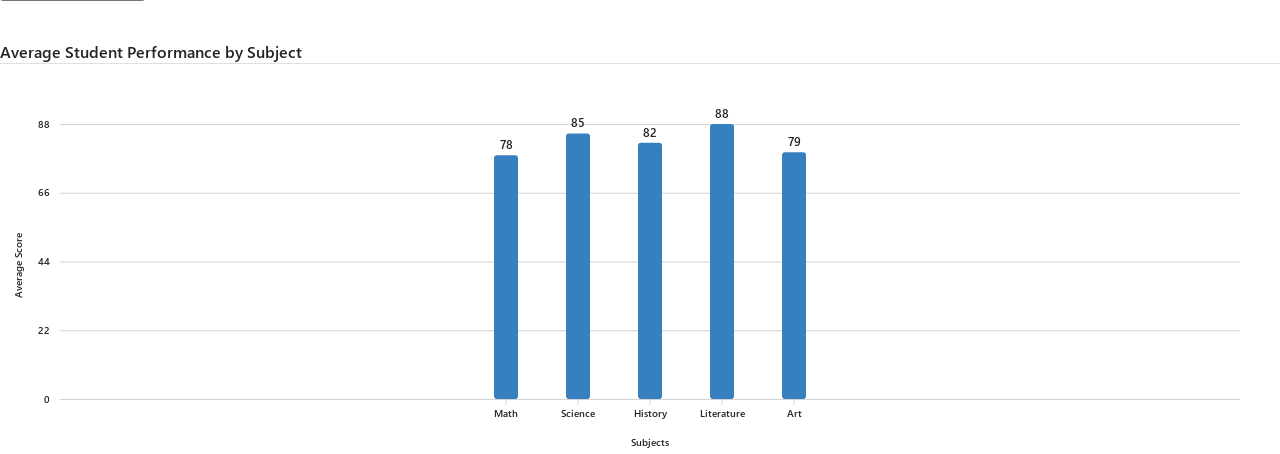 Average Student Performance by Subject
88
66
44
22
0
Average Score
78
85
82
88
79
Math
Science
History
Literature
Art
Subjects